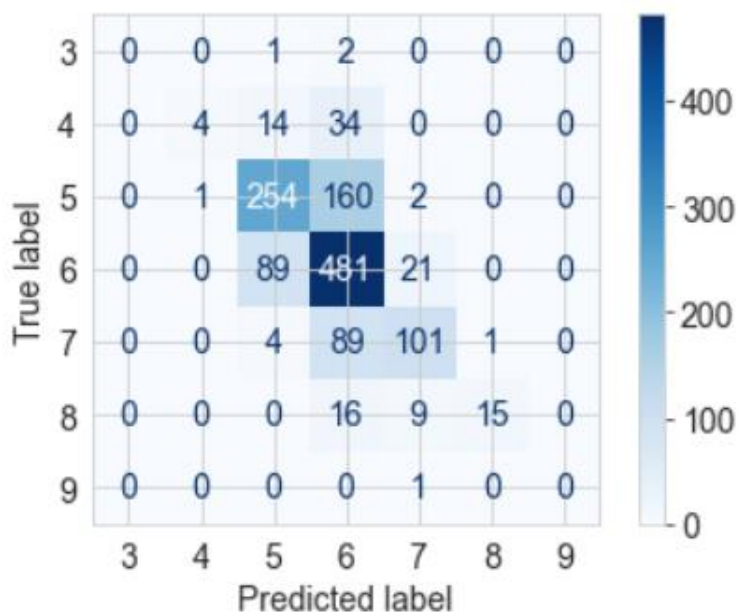 True label
3 0 0 1 2 0 0 0
4 0 4 14 34 0 0 0
5 0 1 254 160 2 0 0
6 0 0 89 481 21 0 0
7 0 0 4 89 101 1 0
8 0 0 0 16 9 15 0
9 0 0 0 0 1 0 0
3 4 5 6 7 8 9
Predicted label
400
300
200
100
0